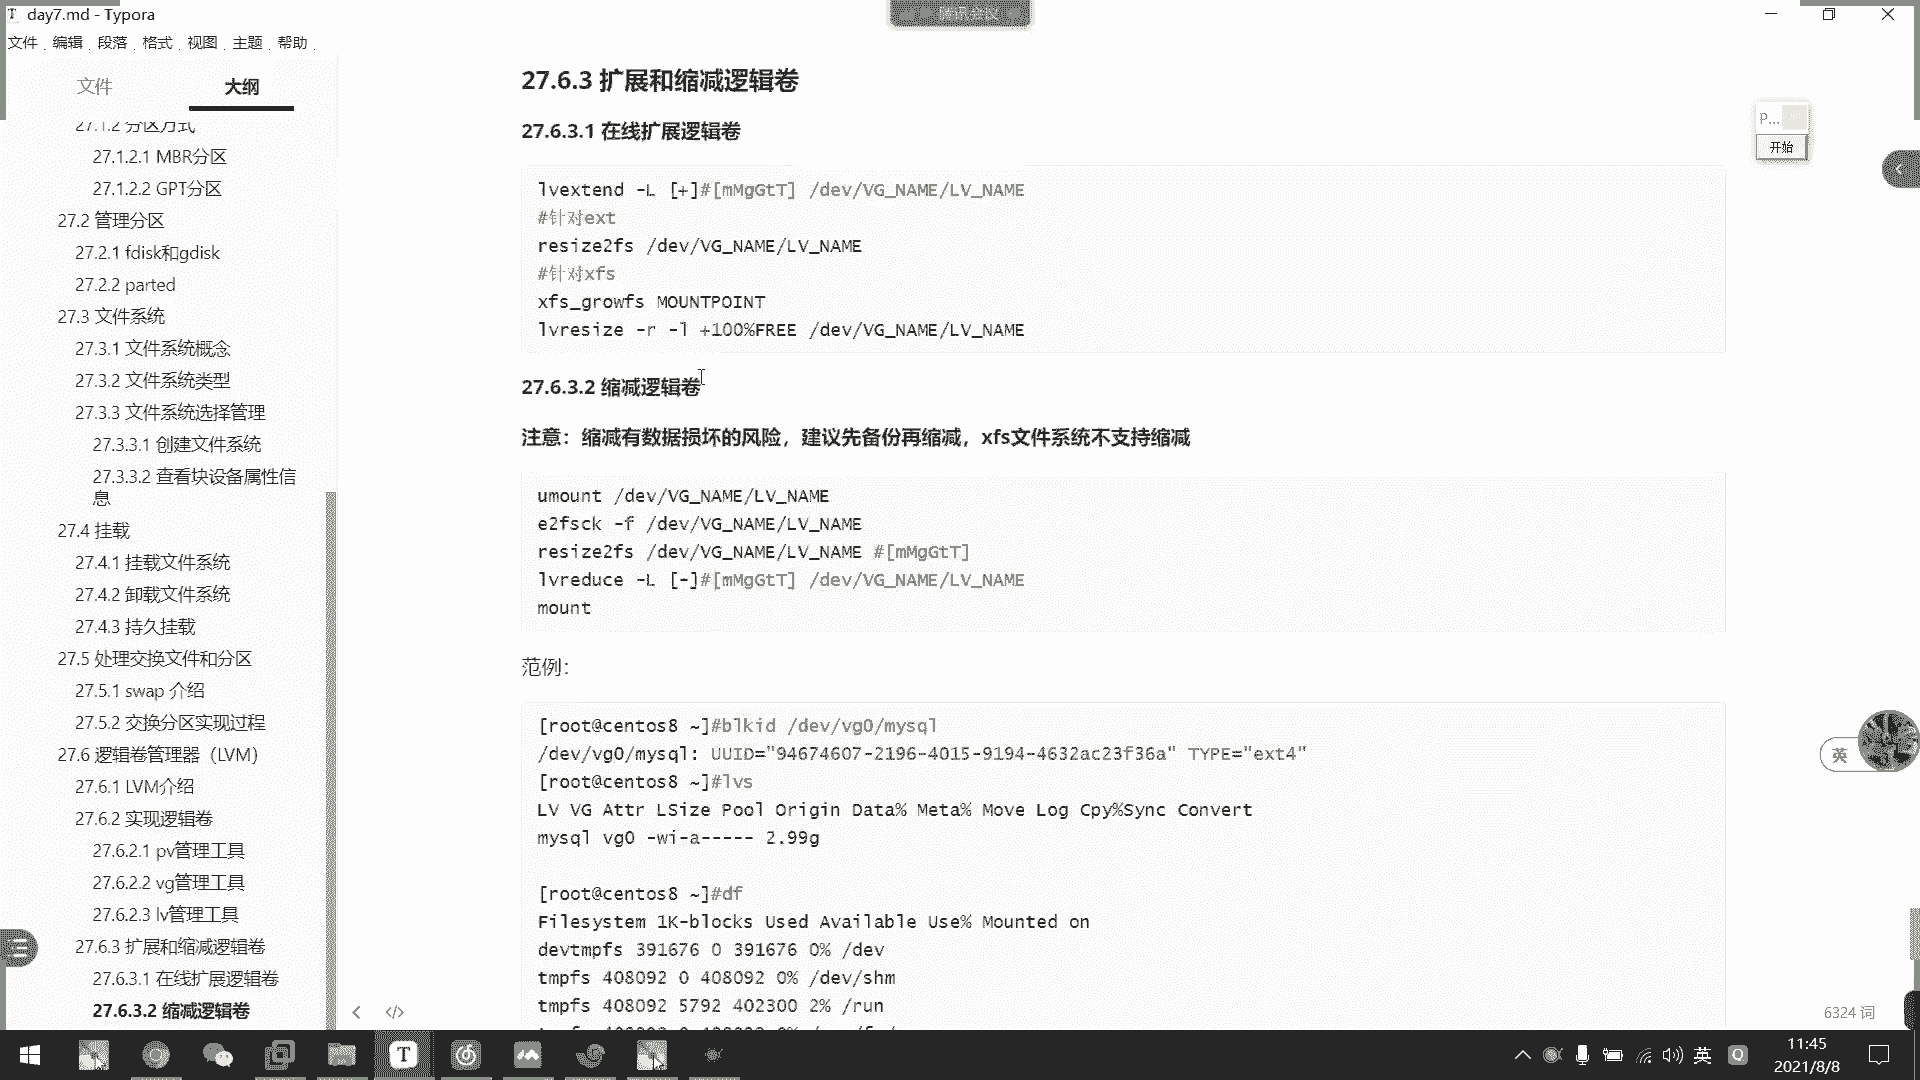 day7.md - Typora
腾讯会议
文件 编辑 段落 格式 视图 主题 帮助
文件 大纲
27.1.2 分区方式
27.1.2.1 MBR分区
27.1.2.2 GPT分区
27.2 管理分区
27.2.1 fdisk和gdisk
27.2.2 parted
27.3 文件系统
27.3.1 文件系统概念
27.3.2 文件系统类型
27.3.3 文件系统选择管理
27.3.3.1 创建文件系统
27.3.3.2 查看块设备属性信
息
27.4 挂载
27.4.1 挂载文件系统
27.4.2 卸载文件系统
27.4.3 持久挂载
27.5 处理交换文件和分区
27.5.1 swap 介绍
27.5.2 交换分区实现过程
27.6 逻辑卷管理器（LVM）
27.6.1 LVM介绍
27.6.2 实现逻辑卷
27.6.2.1 pv管理工具
27.6.2.2 vg管理工具
27.6.2.3 lv管理工具
27.6.3 扩展和缩减逻辑卷
27.6.3.1 在线扩展逻辑卷
27.6.3.2 缩减逻辑卷
27.6.3 扩展和缩减逻辑卷
27.6.3.1 在线扩展逻辑卷
lvextend -L [+]#[mMgGtT] /dev/VG_NAME/LV_NAME
#针对ext
resize2fs /dev/VG_NAME/LV_NAME
#针对xfs
xfs_growfs MOUNTPOINT
lvresize -r -l +100%FREE /dev/VG_NAME/LV_NAME
27.6.3.2 缩减逻辑卷
注意：缩减有数据损坏的风险，建议先备份再缩减，xfs文件系统不支持缩减
umount /dev/VG_NAME/LV_NAME
e2fsck -f /dev/VG_NAME/LV_NAME
resize2fs /dev/VG_NAME/LV_NAME #[mMgGtT]
lvreduce -L [-]#[mMgGtT] /dev/VG_NAME/LV_NAME
mount
范例：
[root@centos8 ~]#blkid /dev/vg0/mysql
/dev/vg0/mysql: UUID="94674607-2196-4015-9194-4632ac23f36a" TYPE="ext4"
[root@centos8 ~]#lvs
LV VG Attr LSize Pool Origin Data% Meta% Move Log Cpy%Sync Convert
mysql vg0 -wi-a----- 2.99g
[root@centos8 ~]#df
Filesystem 1K-blocks Used Available Use% Mounted on
devtmpfs 391676 0 391676 0% /dev
tmpfs 408092 0 408092 0% /dev/shm
tmpfs 408092 5792 402300 2% /run
P...
开始
英
6324 词
英
11:45
2021/8/8